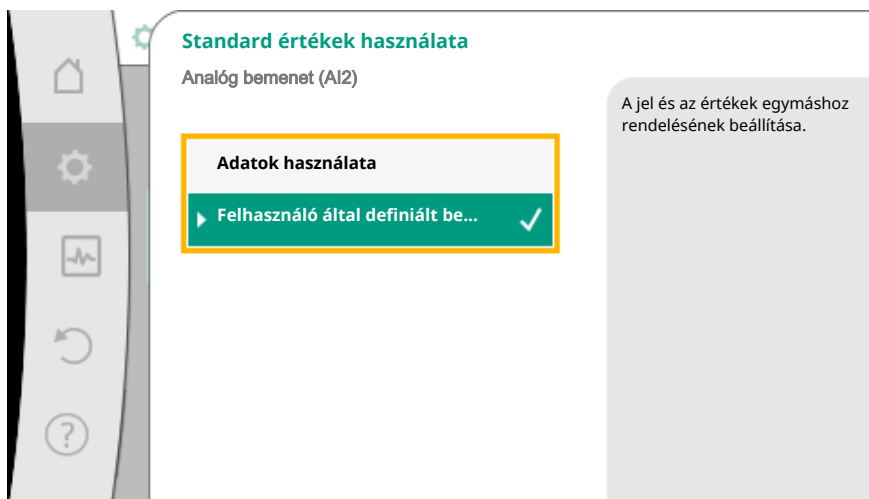 Standard értékek használata
Analóg bemenet (AI2)
A jel és az értékek egymáshoz
rendelésének beállítása.
Adatok használata
Felhasználó által definiált be...
?